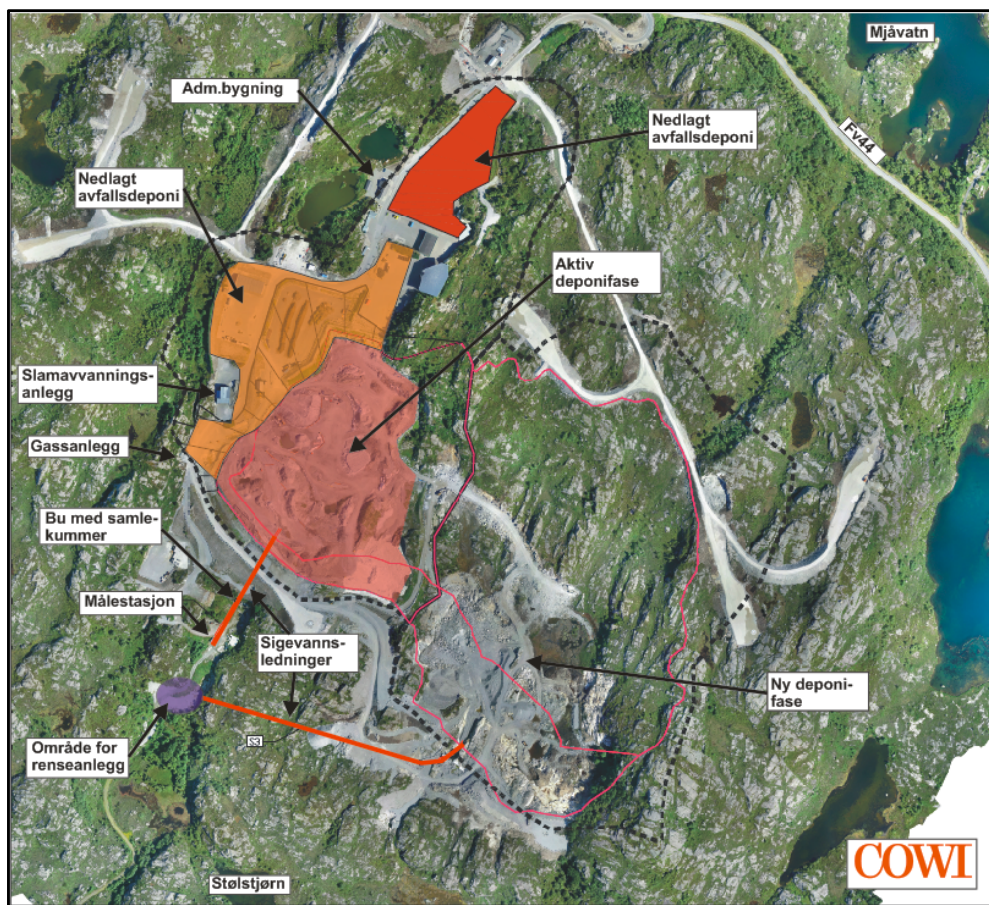 Mjåvatn
Adm.bygning
Nedlagt
avfallsdeponi
Fv44
Nedlagt
avfallsdeponi
Aktiv
deponifase
Slamavvannings-
anlegg
Gassanlegg
Bu med samle-
kummer
Målestasjon
Sigevanns-
ledninger
Ny deponi-
fase
S3
Område for
renseanlegg
Stølstjørn
COWI